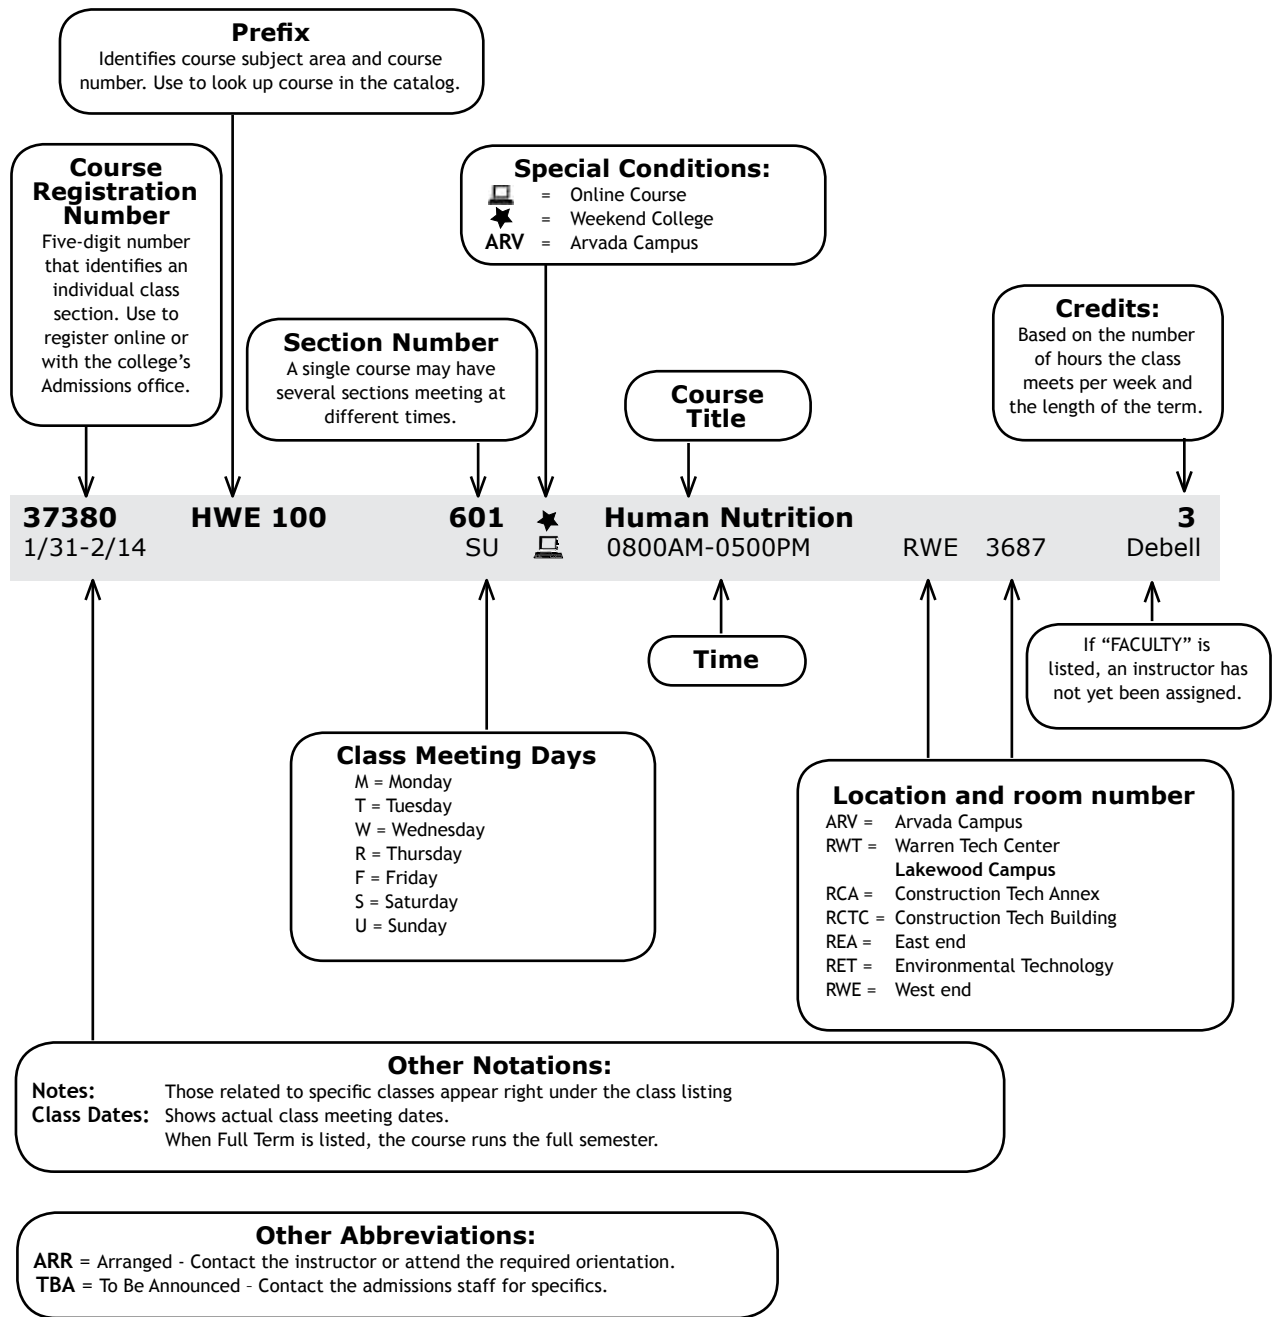 Prefix
Identifies course subject area and course
number. Use to look up course in the catalog.
Course
Registration
Number
Five-digit number
that identifies an
individual class
section. Use to
register online or
with the college’s
Admissions office.
Special Conditions:
= Online Course
= Weekend College
ARV = Arvada Campus
Section Number
A single course may have
several sections meeting at
different times.
Course
Title
Credits:
Based on the number
of hours the class
meets per week and
the length of the term.
37380 HWE 100 601 Human Nutrition 3
1/31-2/14 SU 0800AM-0500PM RWE 3687 Debell
Time
If “FACULTY” is
listed, an instructor has
not yet been assigned.
Class Meeting Days
M = Monday
T = Tuesday
W = Wednesday
R = Thursday
F = Friday
S = Saturday
U = Sunday
Location and room number
ARV = Arvada Campus
RWT = Warren Tech Center
Lakewood Campus
RCA = Construction Tech Annex
RCTC = Construction Tech Building
REA = East end
RET = Environmental Technology
RWE = West end
Other Notations:
Notes: Those related to specific classes appear right under the class listing
Class Dates: Shows actual class meeting dates.
When Full Term is listed, the course runs the full semester.
Other Abbreviations:
ARR = Arranged - Contact the instructor or attend the required orientation.
TBA = To Be Announced – Contact the admissions staff for specifics.